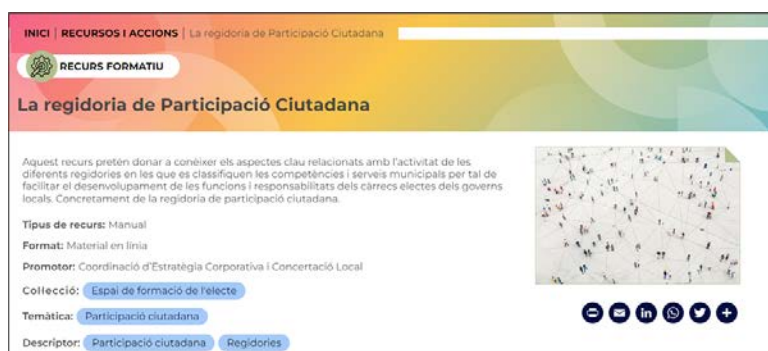 INICI | RECURSOS I ACCIONS | La regidoria de Participació Ciutadana
RECURS FORMATIU
La regidoria de Participació Ciutadana
Aquest recurs pretén donar a conèixer els aspectes clau relacionats amb l'activitat de les
diferents regidories en les que es classifiquen les competències i serveis municipals per tal de
facilitar el desenvolupament de les funcions i responsabilitats dels càrrecs electes dels governs
locals. Concretament de la regidoria de participació ciutadana.
Tipus de recurs: Manual
Format: Material en línia
Promotor: Coordinació d'Estratègia Corporativa i Concertació Local
Col·lecció: Espai de formació de l'electe
Temàtica: Participació ciutadana
Descriptor: Participació ciutadana Regidories